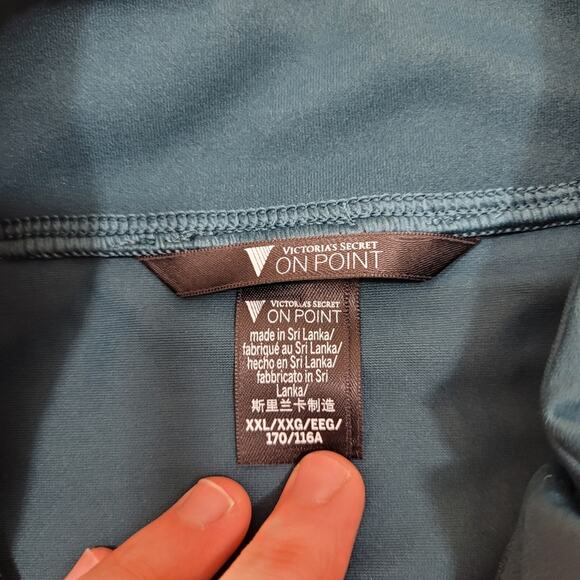 VICTORIA'S SECRET
ON POINT
VICTORIA'S SECRET
ON POINT
made in Sri Lanka/
fabriqué au Sri Lanka/
hecho en Sri Lanka/
fabbricato in Sri
Lanka/
斯里兰卡制造
XXL/XXG/EEG/
170/116A